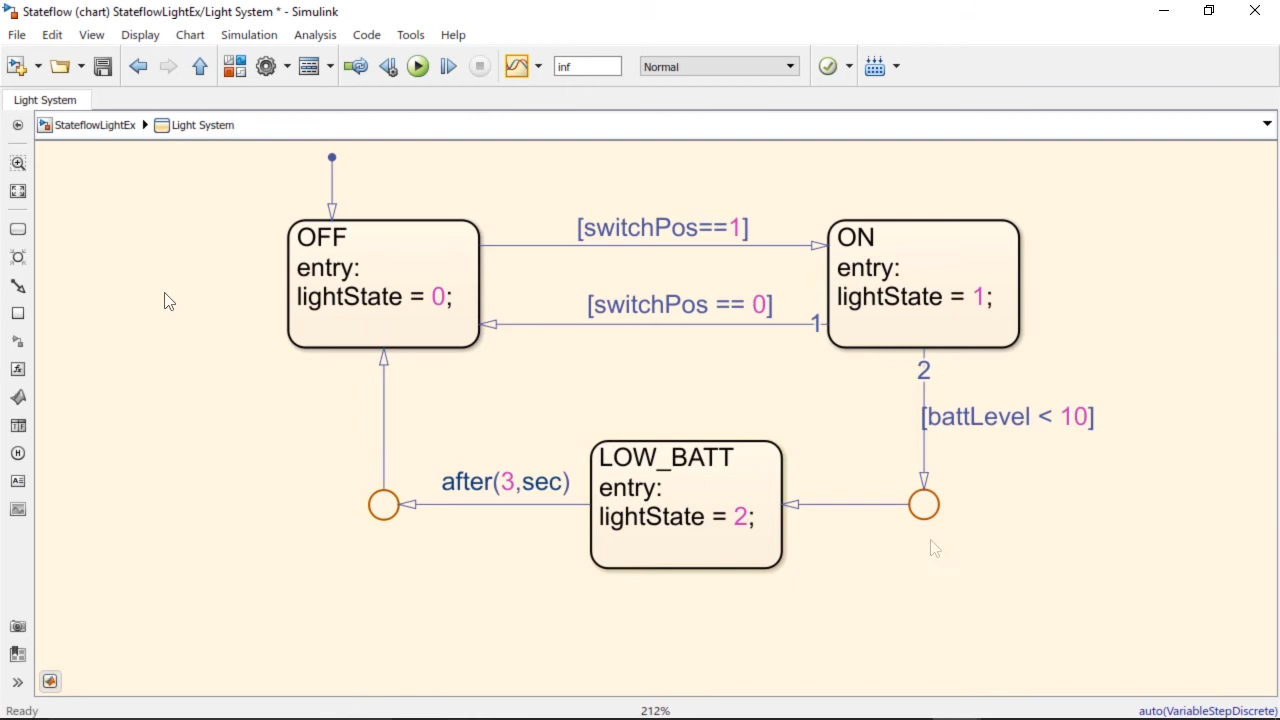 Stateflow (chart) StateflowLightEx/Light System * - Simulink
File Edit View Display Chart Simulation Analysis Code Tools Help
inf Normal
Light System
StateflowLightEx Light System
OFF
entry:
lightState = 0;
[switchPos==1]
ON
entry:
lightState = 1;
[switchPos == 0]
1
2
[battLevel < 10]
LOW_BATT
entry:
lightState = 2;
after(3,sec)
Ready 212% auto(VariableStepDiscrete)